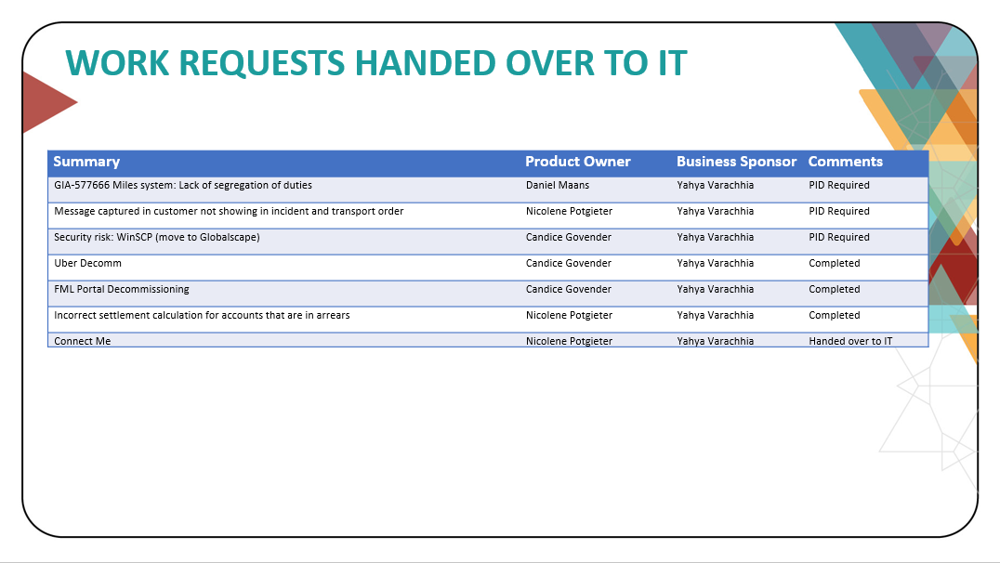 WORK REQUESTS HANDED OVER TO IT
Summary Product Owner Business Sponsor Comments
GIA-577666 Miles system: Lack of segregation of duties Daniel Maans Yahya Varachhia PID Required
Message captured in customer not showing in incident and transport order Nicolene Potgieter Yahya Varachhia PID Required
Security risk: WinSCP (move to Globalscape) Candice Govender Yahya Varachhia PID Required
Uber Decomm Candice Govender Yahya Varachhia Completed
FML Portal Decommissioning Candice Govender Yahya Varachhia Completed
Incorrect settlement calculation for accounts that are in arrears Nicolene Potgieter Yahya Varachhia Completed
Connect Me Nicolene Potgieter Yahya Varachhia Handed over to IT